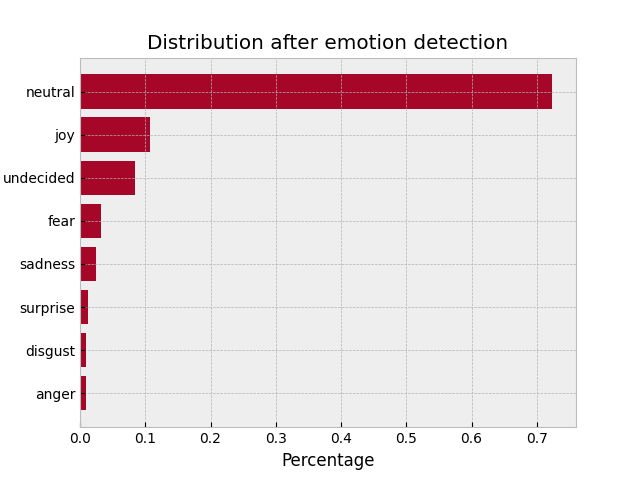 Distribution after emotion detection
neutral
joy
undecided
fear
sadness
surprise
disgust
anger
0.0 0.1 0.2 0.3 0.4 0.5 0.6 0.7
Percentage